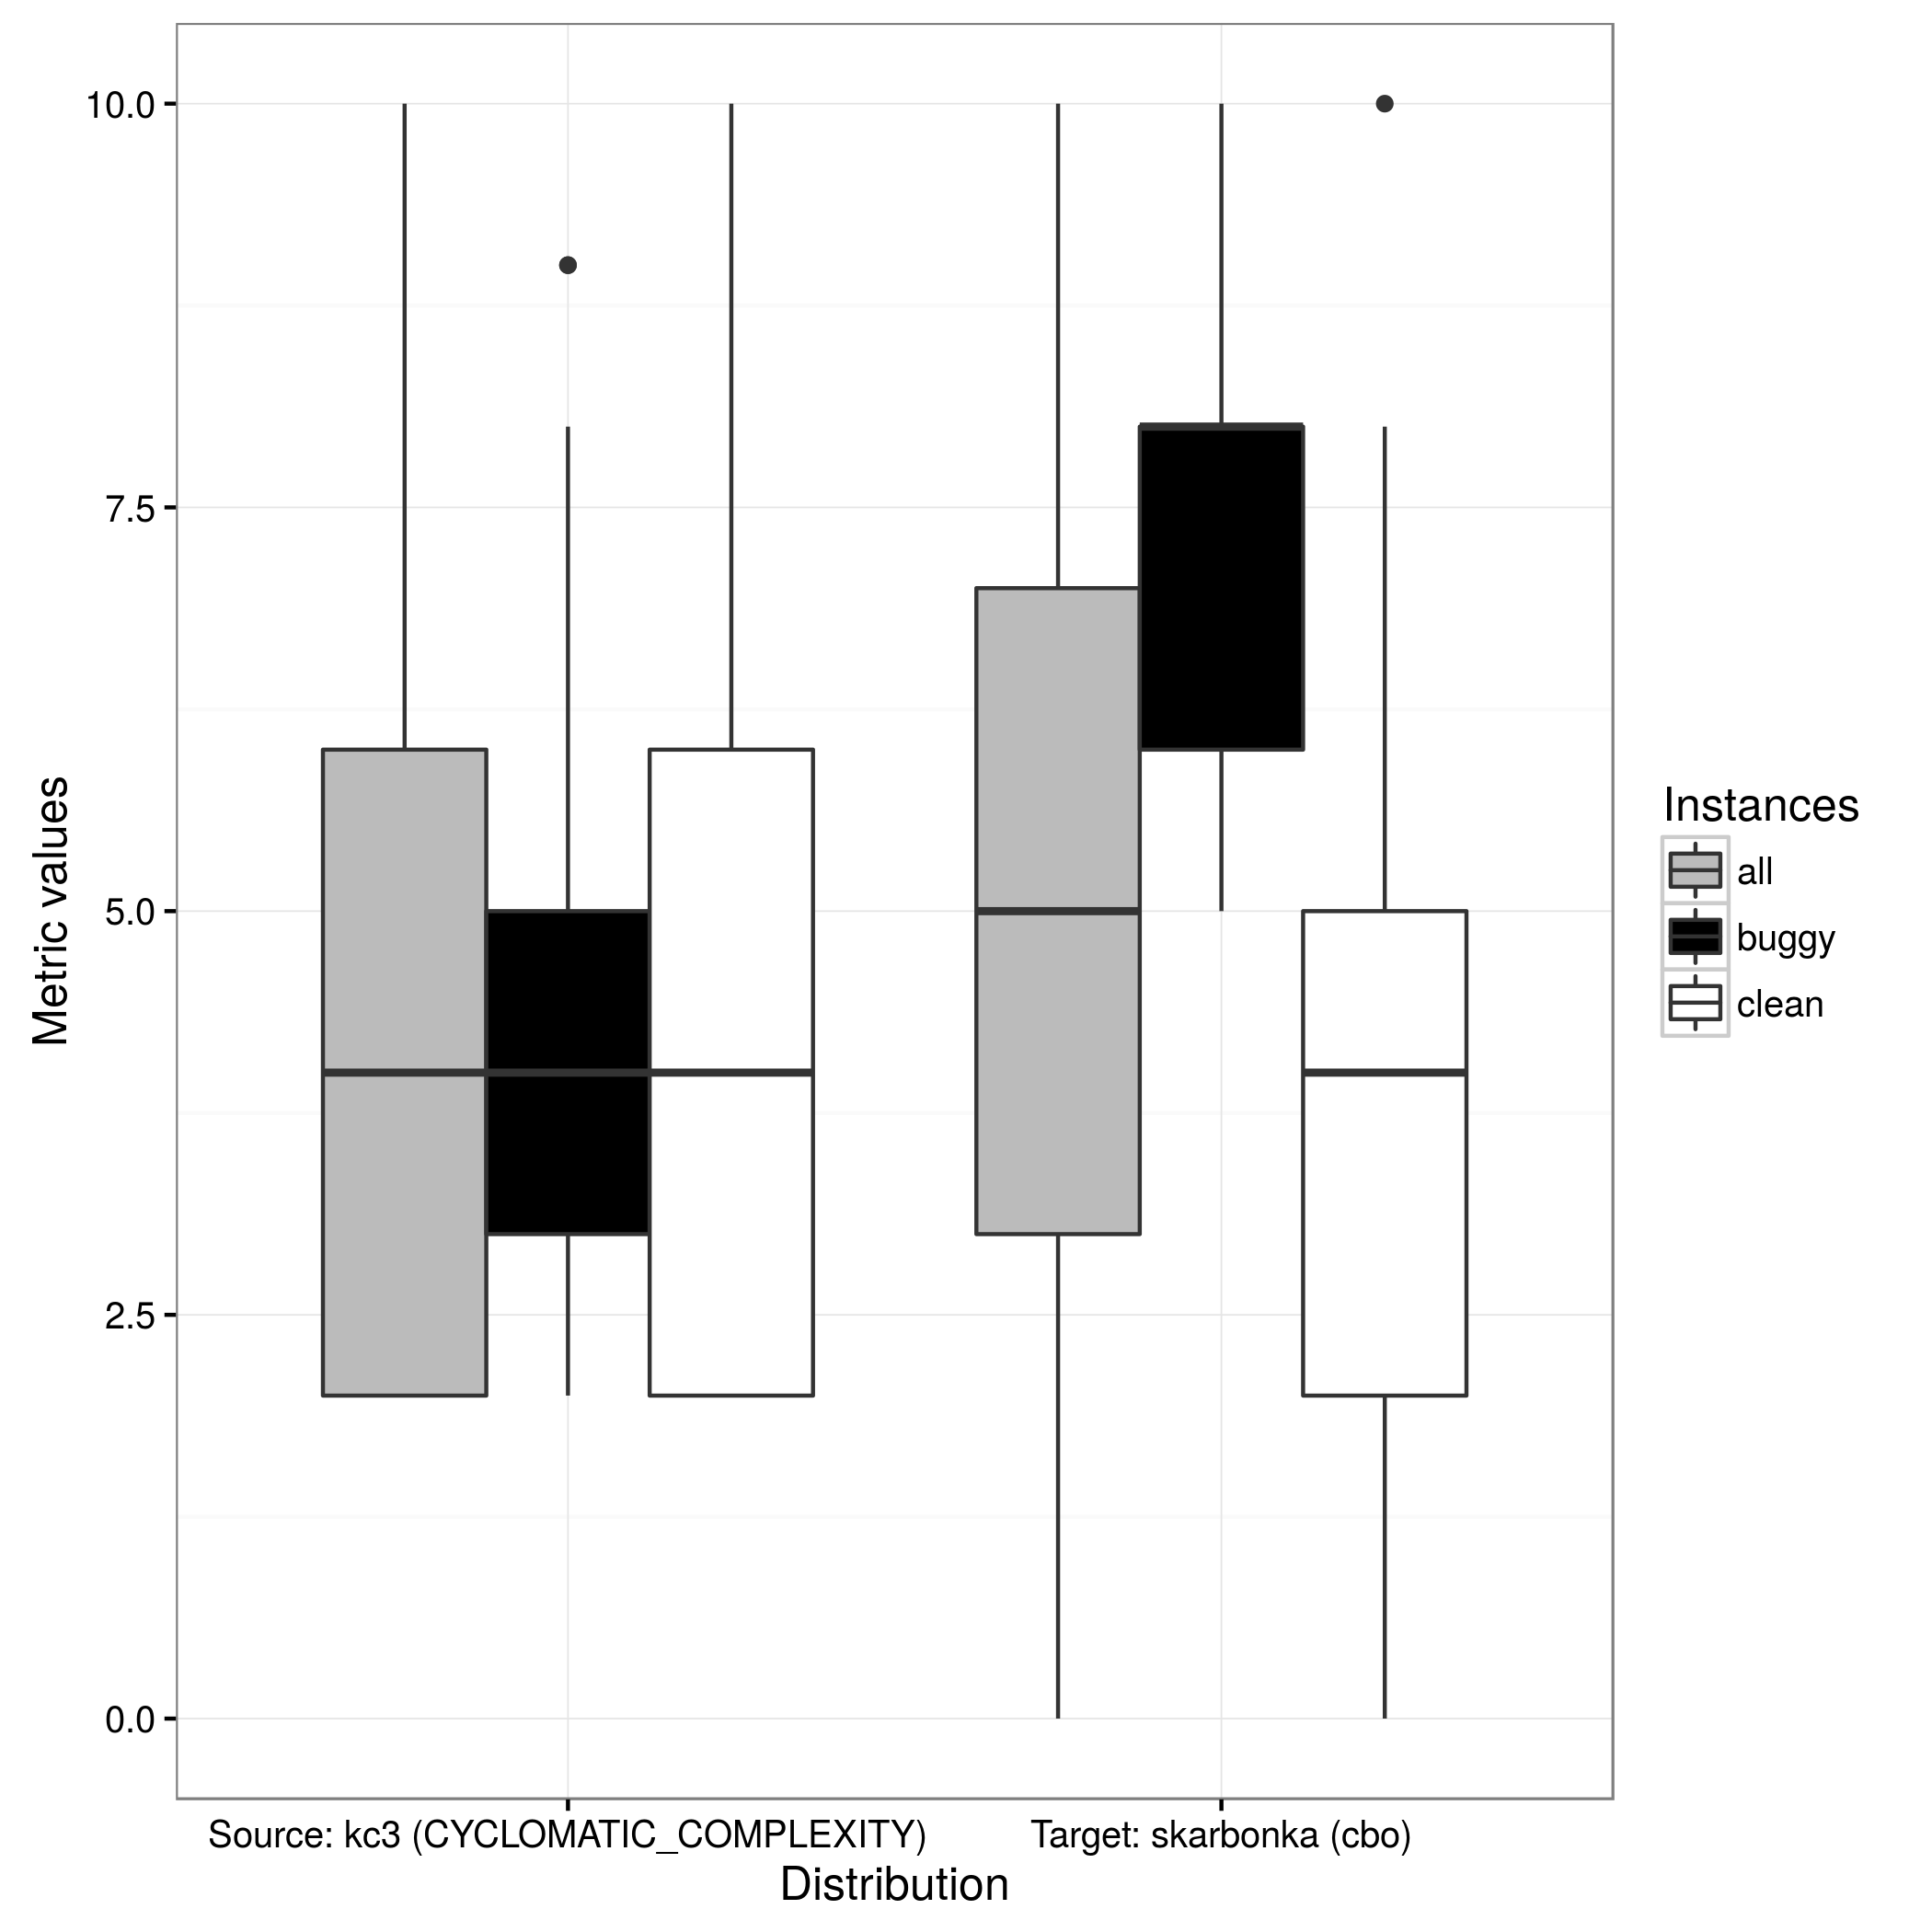 Metric values
10.0
7.5
5.0
2.5
0.0
Source: kc3 (CYCLOMATIC_COMPLEXITY)
Target: skarbonka (cbo)
Distribution
Instances
all
buggy
clean